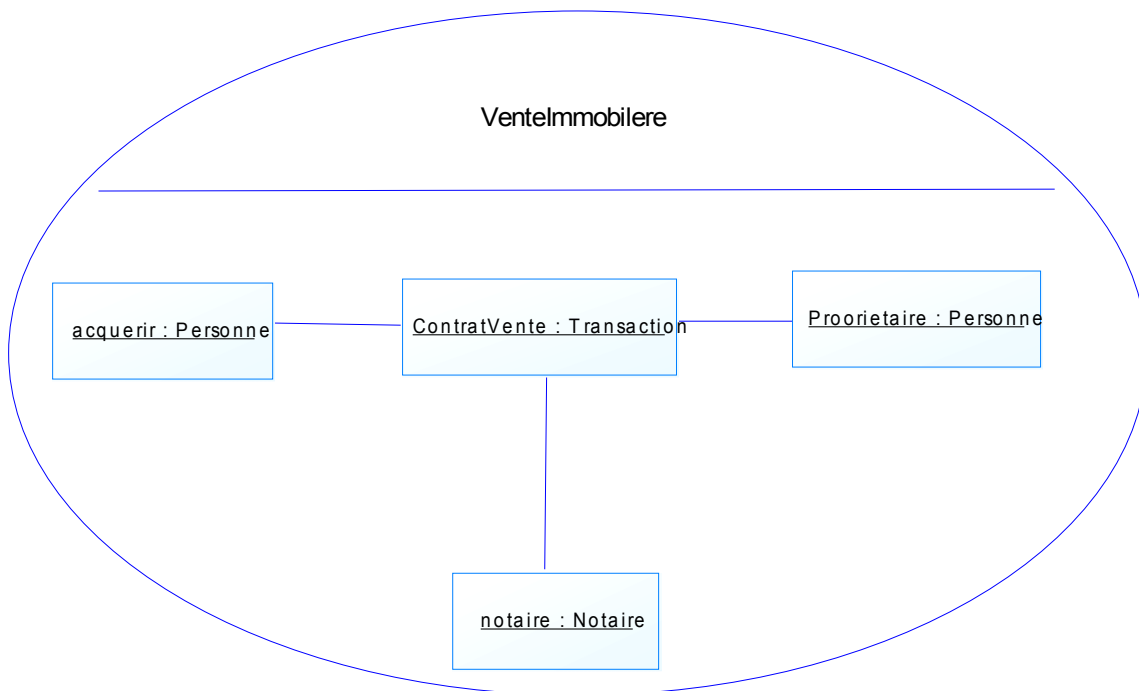 VenteImmobilere
acquerir : Personne
ContratVente : Transaction
Proorietaire : Personne
notaire : Notaire